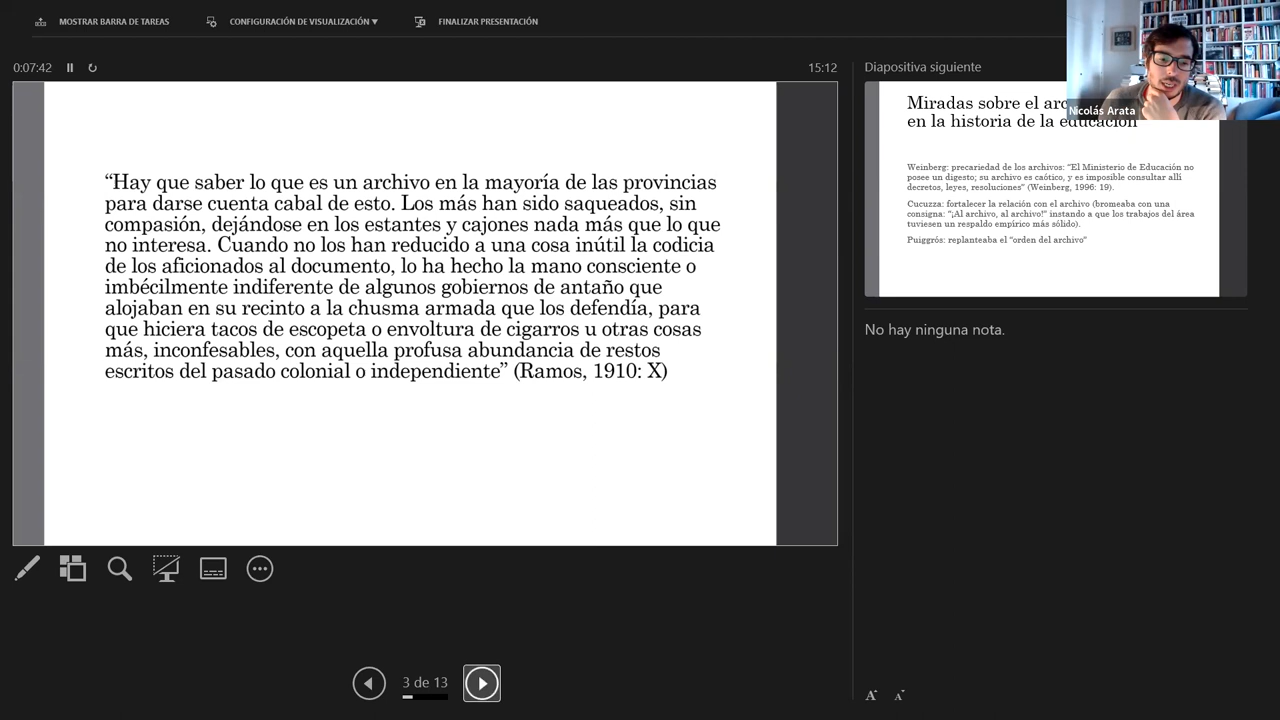 MOSTRAR BARRA DE TAREAS
CONFIGURACIÓN DE VISUALIZACIÓN ▼
FINALIZAR PRESENTACIÓN
0:07:42
15:12
“Hay que saber lo que es un archivo en la mayoría de las provincias
para darse cuenta cabal de esto. Los más han sido saqueados, sin
compasión, dejándose en los estantes y cajones nada más que lo que
no interesa. Cuando no los han reducido a una cosa inútil la codicia
de los aficionados al documento, lo ha hecho la mano consciente o
imbécilmente indiferente de algunos gobiernos de antaño que
alojaban en su recinto a la chusma armada que los defendía, para
que hiciera tacos de escopeta o envoltura de cigarros u otras cosas
más, inconfesables, con aquella profusa abundancia de restos
escritos del pasado colonial o independiente” (Ramos, 1910: X)
3 de 13
Diapositiva siguiente
Nicolás Arata
Miradas sobre el
en la historia de la educación
Weinberg: precariedad de los archivos: “El Ministerio de Educación no
posee un digesto; su archivo es caótico, y es imposible consultar allí
decretos, leyes, resoluciones” (Weinberg, 1996: 19).
Cucuzza: fortalecer la relación con el archivo (bromeaba con una
consigna: “¡Al archivo, al archivo!” instando a que los trabajos del área
tuviesen un respaldo empírico más sólido).
Puiggrós: replanteaba el “orden del archivo”
No hay ninguna nota.
A A